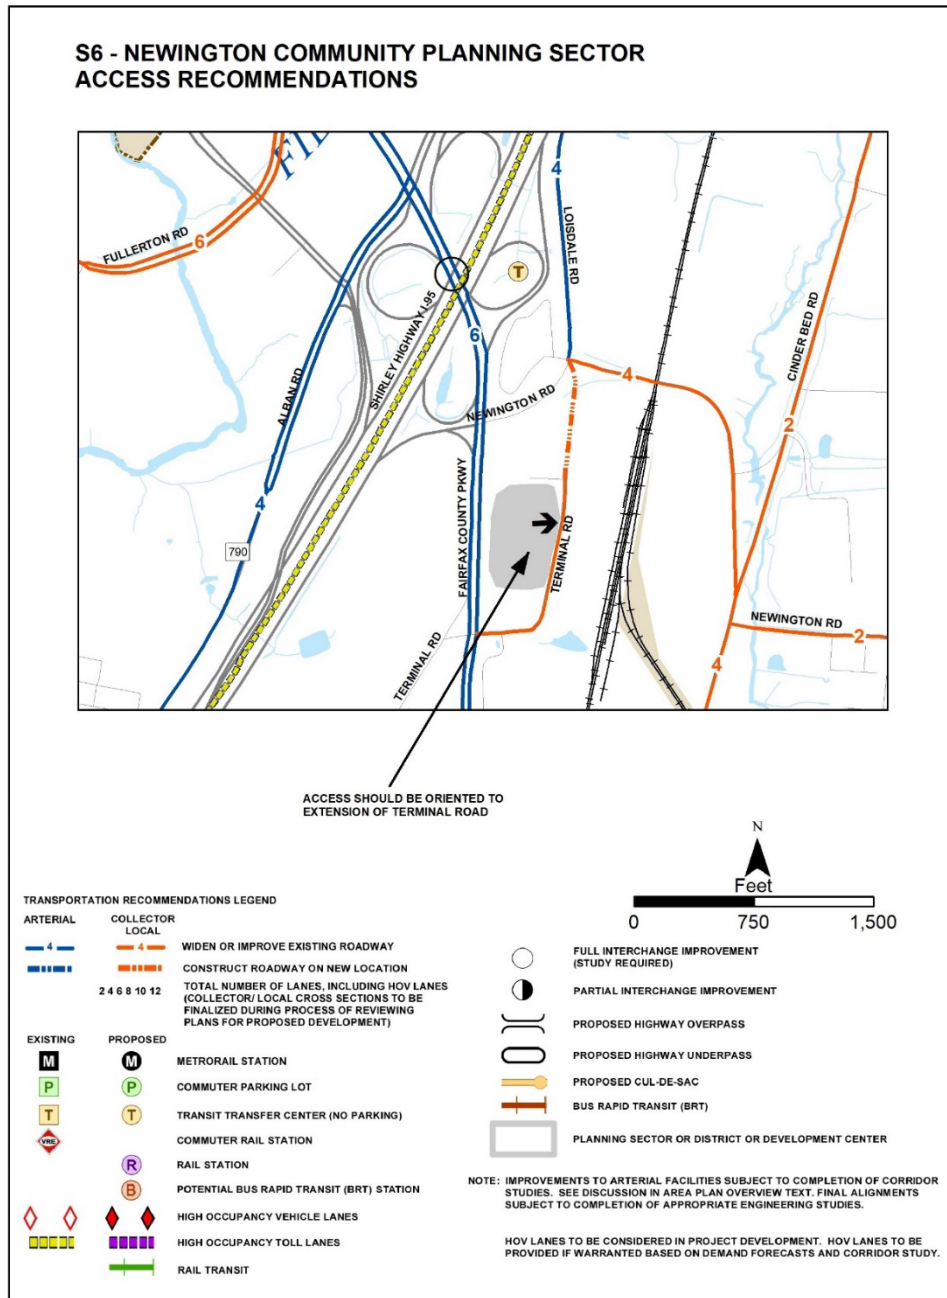 S6 - NEWINGTON COMMUNITY PLANNING SECTOR
ACCESS RECOMMENDATIONS
4
LOISDALE RD
FULLERTON RD
6
T
SHIRLEY HIGHWAY I-95
CINDER BED RD
6
ALBAN RD
4
NEWINGTON RD
2
4
FAIRFAX COUNTY PKWY
TERMINAL RD
790
NEWINGTON RD
2
TERMINAL RD
4
ACCESS SHOULD BE ORIENTED TO
EXTENSION OF TERMINAL ROAD
N
Feet
0 750 1,500
TRANSPORTATION RECOMMENDATIONS LEGEND
ARTERIAL COLLECTOR
LOCAL
4 4 WIDEN OR IMPROVE EXISTING ROADWAY
CONSTRUCT ROADWAY ON NEW LOCATION
2 4 6 8 10 12 TOTAL NUMBER OF LANES, INCLUDING HOV LANES
(COLLECTOR/ LOCAL CROSS SECTIONS TO BE
FINALIZED DURING PROCESS OF REVIEWING
PLANS FOR PROPOSED DEVELOPMENT)
EXISTING PROPOSED
M M METRORAIL STATION
P P COMMUTER PARKING LOT
T T TRANSIT TRANSFER CENTER (NO PARKING)
VRE COMMUTER RAIL STATION
R RAIL STATION
B POTENTIAL BUS RAPID TRANSIT (BRT) STATION
HIGH OCCUPANCY VEHICLE LANES
HIGH OCCUPANCY TOLL LANES
RAIL TRANSIT
FULL INTERCHANGE IMPROVEMENT
(STUDY REQUIRED)
PARTIAL INTERCHANGE IMPROVEMENT
PROPOSED HIGHWAY OVERPASS
PROPOSED HIGHWAY UNDERPASS
PROPOSED CUL-DE-SAC
BUS RAPID TRANSIT (BRT)
PLANNING SECTOR OR DISTRICT OR DEVELOPMENT CENTER
NOTE: IMPROVEMENTS TO ARTERIAL FACILITIES SUBJECT TO COMPLETION OF CORRIDOR
STUDIES. SEE DISCUSSION IN AREA PLAN OVERVIEW TEXT. FINAL ALIGNMENTS
SUBJECT TO COMPLETION OF APPROPRIATE ENGINEERING STUDIES.
HOV LANES TO BE CONSIDERED IN PROJECT DEVELOPMENT. HOV LANES TO BE
PROVIDED IF WARRANTED BASED ON DEMAND FORECASTS AND CORRIDOR STUDY.